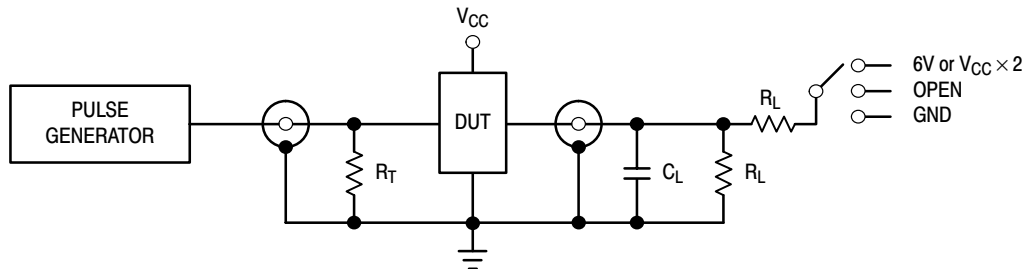 V_CC
PULSE
GENERATOR
DUT
R_T
C_L
R_L
R_L
6V or V_CC × 2
OPEN
GND